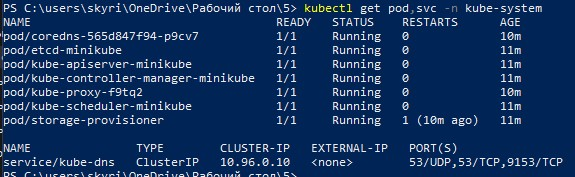 PS C:\Users\skyri\OneDrive\Рабочий стол\5> kubectl get pod,svc -n kube-system
NAME READY STATUS RESTARTS AGE
pod/coredns-565d847f94-p9cv7 1/1 Running 0 10m
pod/etcd-minikube 1/1 Running 0 11m
pod/kube-apiserver-minikube 1/1 Running 0 11m
pod/kube-controller-manager-minikube 1/1 Running 0 11m
pod/kube-proxy-f9tq2 1/1 Running 0 10m
pod/kube-scheduler-minikube 1/1 Running 0 11m
pod/storage-provisioner 1/1 Running 1 (10m ago) 11m
NAME TYPE CLUSTER-IP EXTERNAL-IP PORT(S)
service/kube-dns ClusterIP 10.96.0.10 <none> 53/UDP,53/TCP,9153/TCP
PS C:\Users\skyri\OneDrive\Рабочий стол\5>